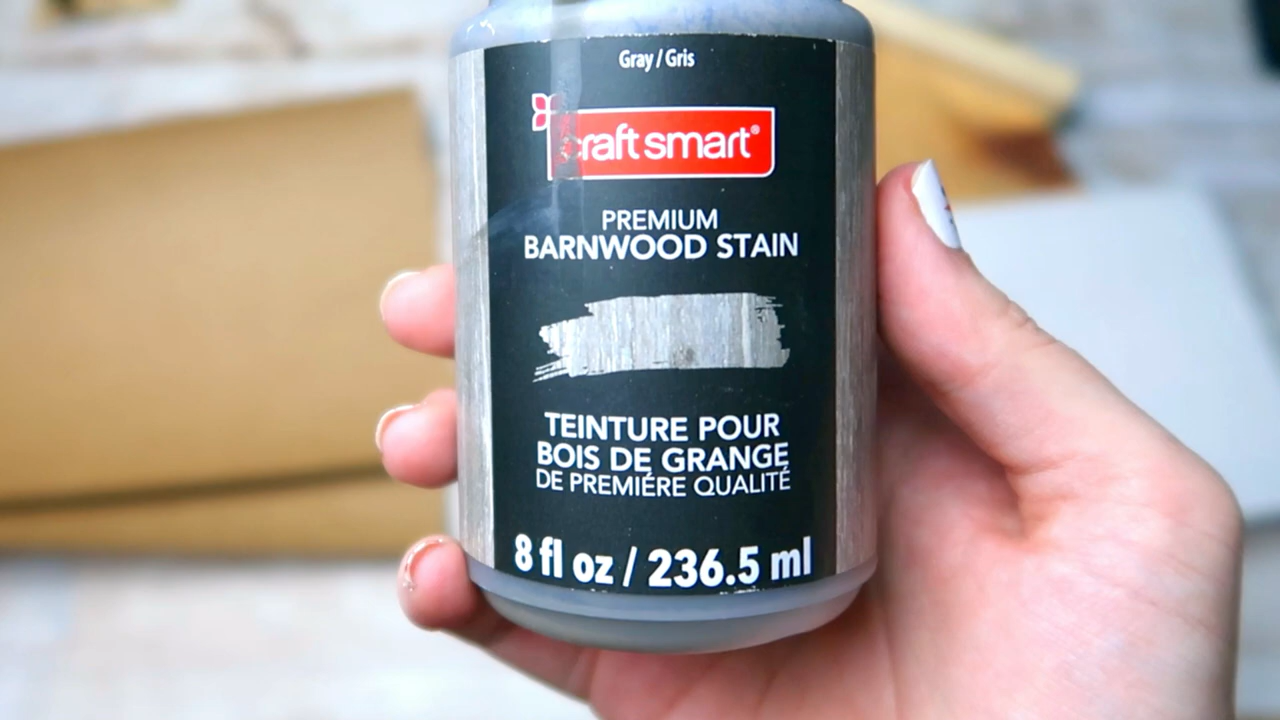 Gray / Gris
craft smart®
PREMIUM
BARNWOOD STAIN
TEINTURE POUR
BOIS DE GRANGE
DE PREMIÉRE QUALITÉ
8 fl oz / 236.5 ml